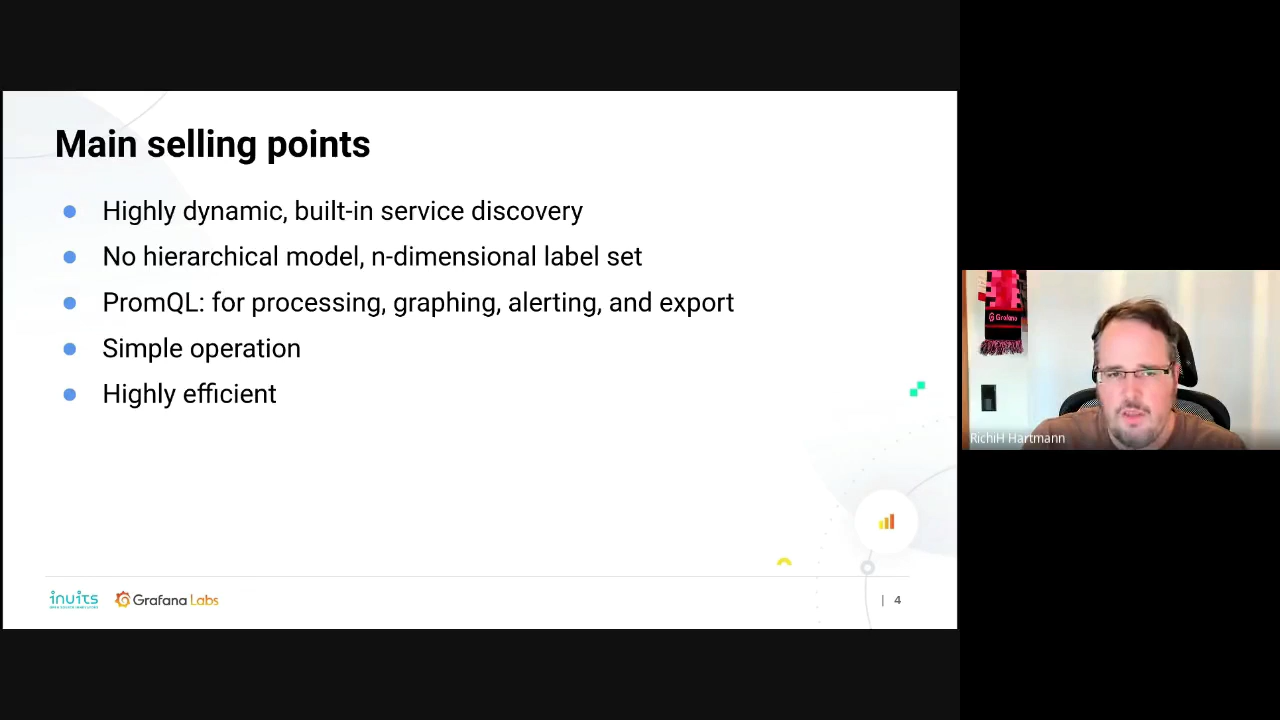 Main selling points
Highly dynamic, built-in service discovery
No hierarchical model, n-dimensional label set
PromQL: for processing, graphing, alerting, and export
Simple operation
Highly efficient
inuits
Grafana Labs
| 4
Grafana
RichiH Hartmann